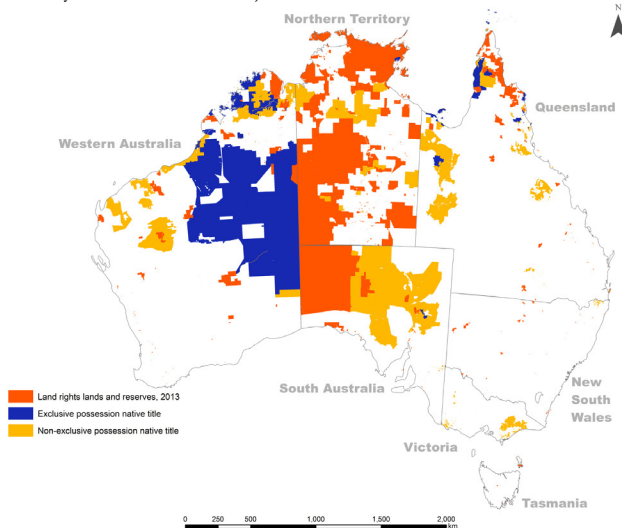 N
Northern Territory
Queensland
Western Australia
Land rights lands and reserves, 2013
Exclusive possession native title
Non-exclusive possession native title
South Australia
New
South
Wales
Victoria
Tasmania
0 250 500 1,000 1,500 2,000
km